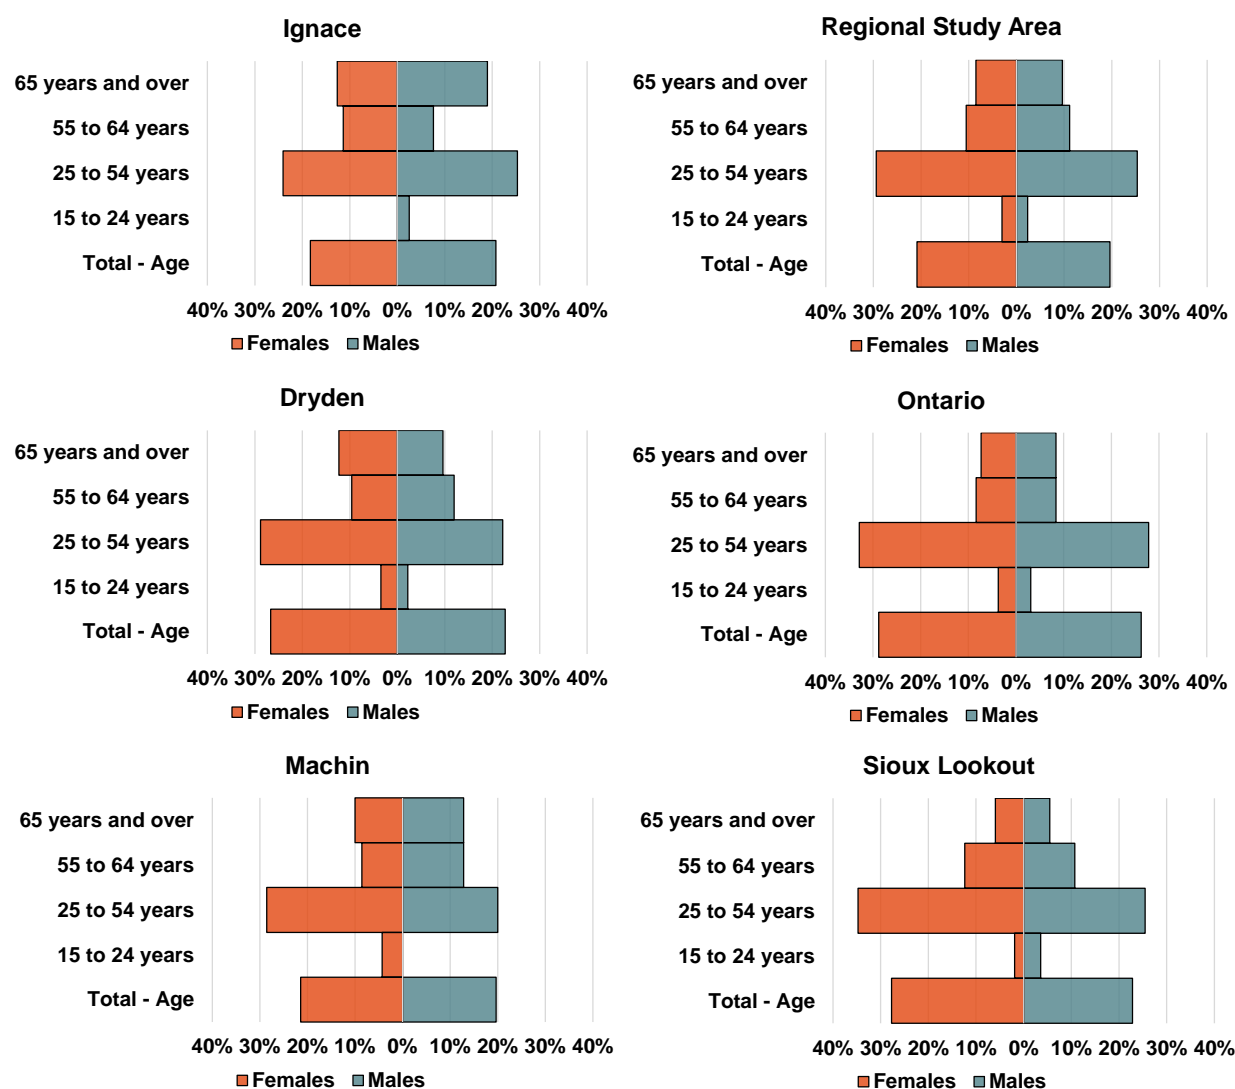 Ignace
65 years and over
55 to 64 years
25 to 54 years
15 to 24 years
Total - Age
40% 30% 20% 10% 0% 10% 20% 30% 40%
Females Males
Regional Study Area
65 years and over
55 to 64 years
25 to 54 years
15 to 24 years
Total - Age
40% 30% 20% 10% 0% 10% 20% 30% 40%
Females Males
Dryden
65 years and over
55 to 64 years
25 to 54 years
15 to 24 years
Total - Age
40% 30% 20% 10% 0% 10% 20% 30% 40%
Females Males
Ontario
65 years and over
55 to 64 years
25 to 54 years
15 to 24 years
Total - Age
40% 30% 20% 10% 0% 10% 20% 30% 40%
Females Males
Machin
65 years and over
55 to 64 years
25 to 54 years
15 to 24 years
Total - Age
40% 30% 20% 10% 0% 10% 20% 30% 40%
Females Males
Sioux Lookout
65 years and over
55 to 64 years
25 to 54 years
15 to 24 years
Total - Age
40% 30% 20% 10% 0% 10% 20% 30% 40%
Females Males